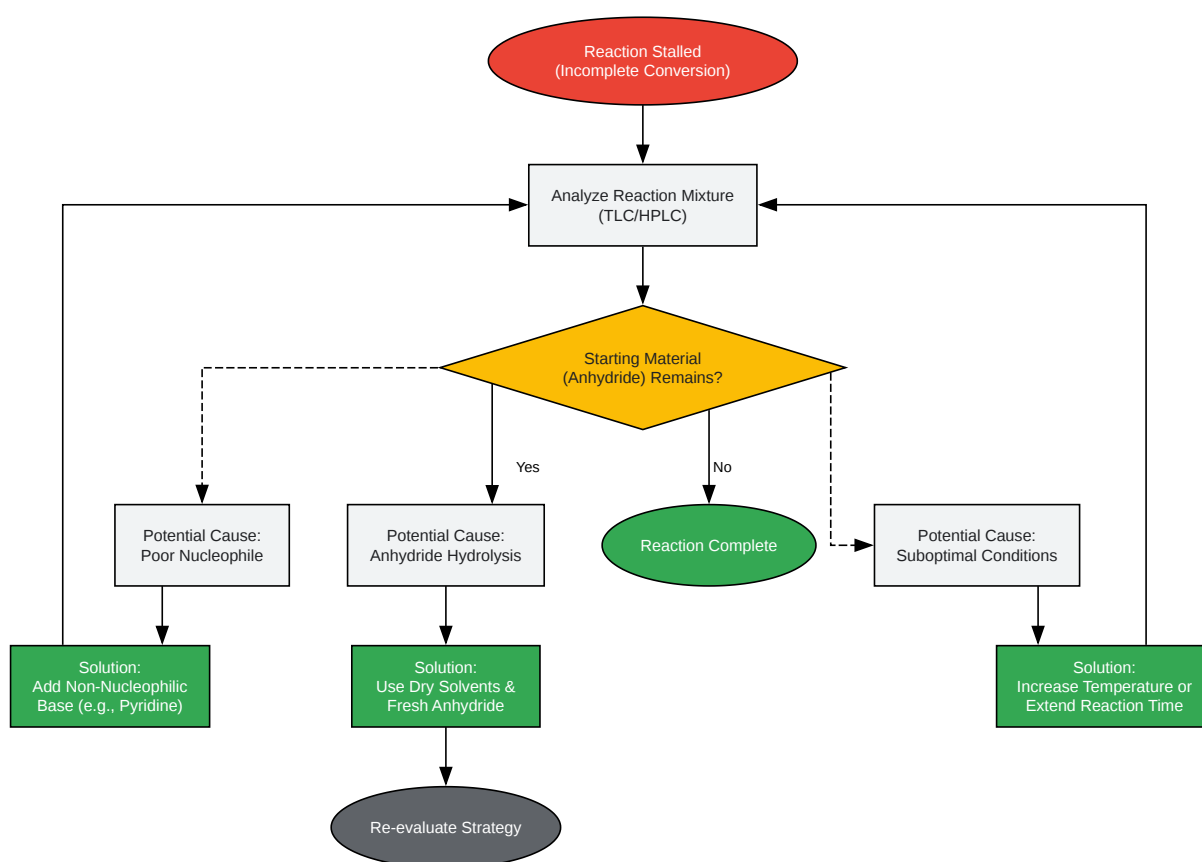 Reaction Stalled
(Incomplete Conversion)
Analyze Reaction Mixture
(TLC/HPLC)
Starting Material
(Anhydride) Remains?
Yes
No
Potential Cause:
Poor Nucleophile
Potential Cause:
Anhydride Hydrolysis
Reaction Complete
Potential Cause:
Suboptimal Conditions
Solution:
Add Non-Nucleophilic
Base (e.g., Pyridine)
Solution:
Use Dry Solvents &
Fresh Anhydride
Solution:
Increase Temperature or
Extend Reaction Time
Re-evaluate Strategy